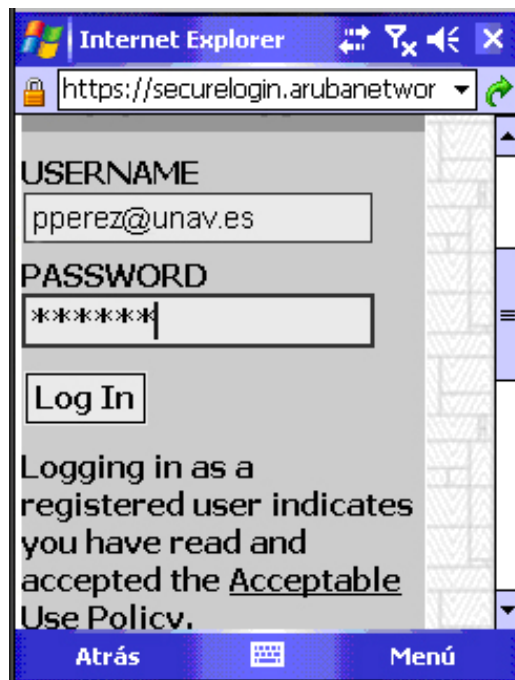 Internet Explorer
https://securelogin.arubanetwor
USERNAME
pperez@unav.es
PASSWORD
******
Log In
Logging in as a
registered user indicates
you have read and
accepted the Acceptable
Use Policy.
Atrás Menú